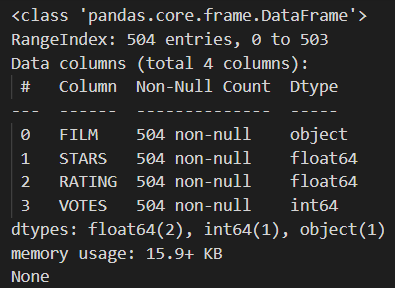 <class 'pandas.core.frame.DataFrame'>
RangeIndex: 504 entries, 0 to 503
Data columns (total 4 columns):
 #   Column  Non-Null Count  Dtype
---  ------  --------------  -----
 0   FILM    504 non-null    object
 1   STARS   504 non-null    float64
 2   RATING  504 non-null    float64
 3   VOTES   504 non-null    int64
dtypes: float64(2), int64(1), object(1)
memory usage: 15.9+ KB
None